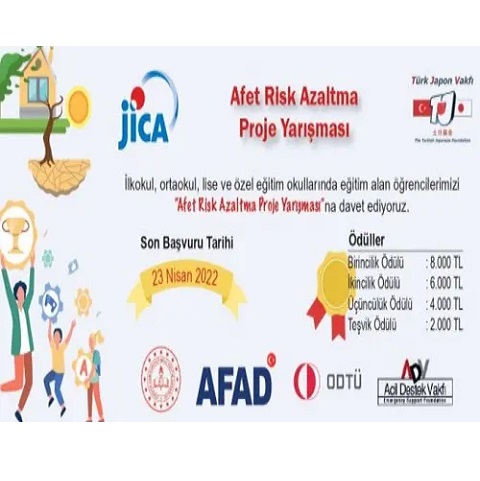 Afet Risk Azaltma
Proje Yarışması
jICA
Türk Japon Vakfı
The Turkish Japanese Foundation
İlkokul, ortaokul, lise ve özel eğitim okullarında eğitim alan öğrencilerimizi
"Afet Risk Azaltma Proje Yarışması"na davet ediyoruz.
Son Başvuru Tarihi
23 Nisan 2022
Ödüller
Birincilik Ödülü : 8.000 TL
İkincilik Ödülü : 6.000 TL
Üçüncülük Ödülü : 4.000 TL
Teşvik Ödülü : 2.000 TL
A
AFAD
ODTÜ
ADV
Acil Destek Vakfı
Emergency Support Foundation